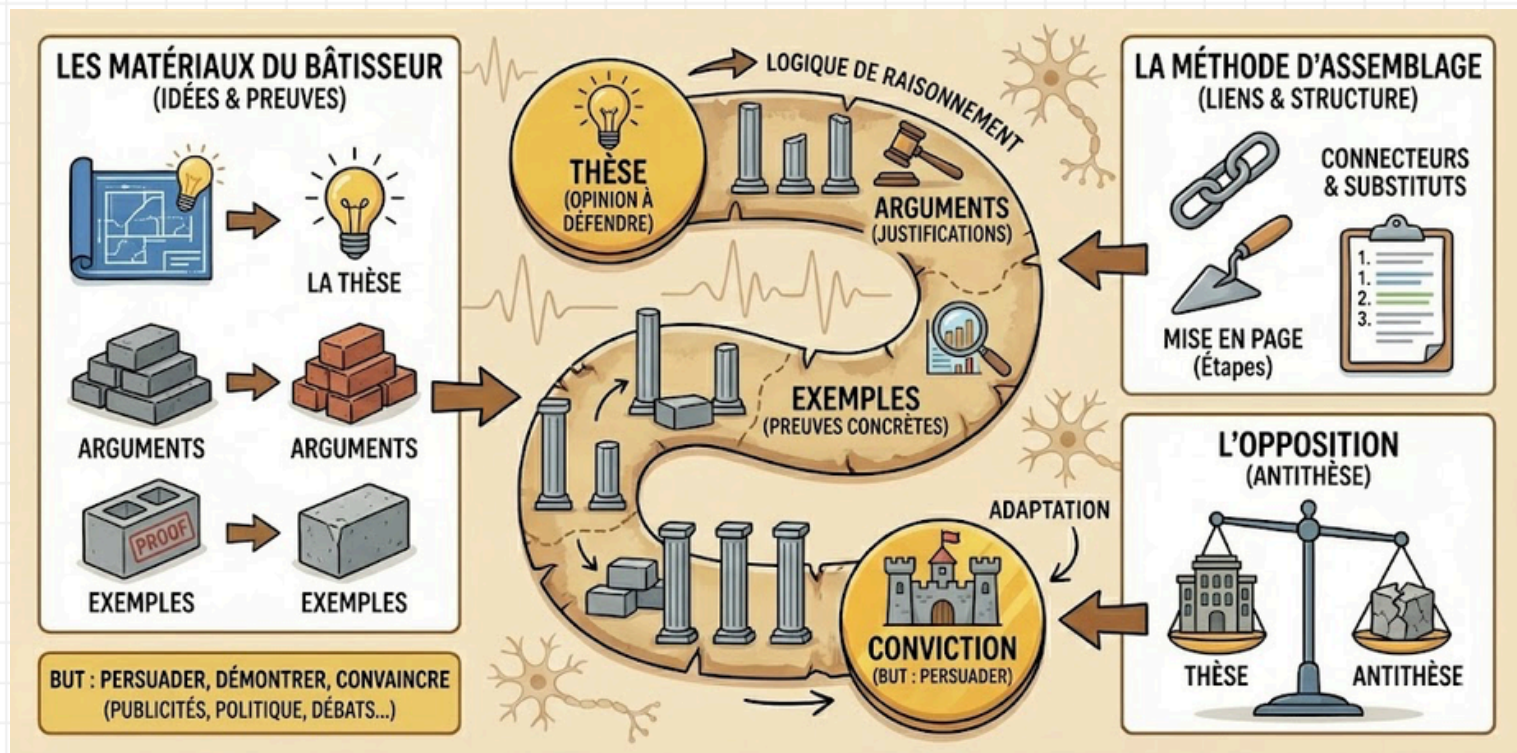 LES MATÉRIAUX DU BÂTISSEUR
(IDÉES & PREUVES)
LA THÈSE
ARGUMENTS
ARGUMENTS
PROOF
EXEMPLES
EXEMPLES
BUT : PERSUADER, DÉMONTRER, CONVAINCRE
(PUBLICITÉS, POLITIQUE, DÉBATS...)
LOGIQUE DE RAISONNEMENT
THÈSE
(OPINION À
DÉFENDRE)
ARGUMENTS
(JUSTIFICATIONS)
EXEMPLES
(PREUVES CONCRÈTES)
ADAPTATION
CONVICTION
(BUT : PERSUADER)
LA MÉTHODE D'ASSEMBLAGE
(LIENS & STRUCTURE)
CONNECTEURS
& SUBSTITUTS
1.
1.
2.
3.
MISE EN PAGE
(Étapes)
L'OPPOSITION
(ANTITHÈSE)
THÈSE
ANTITHÈSE